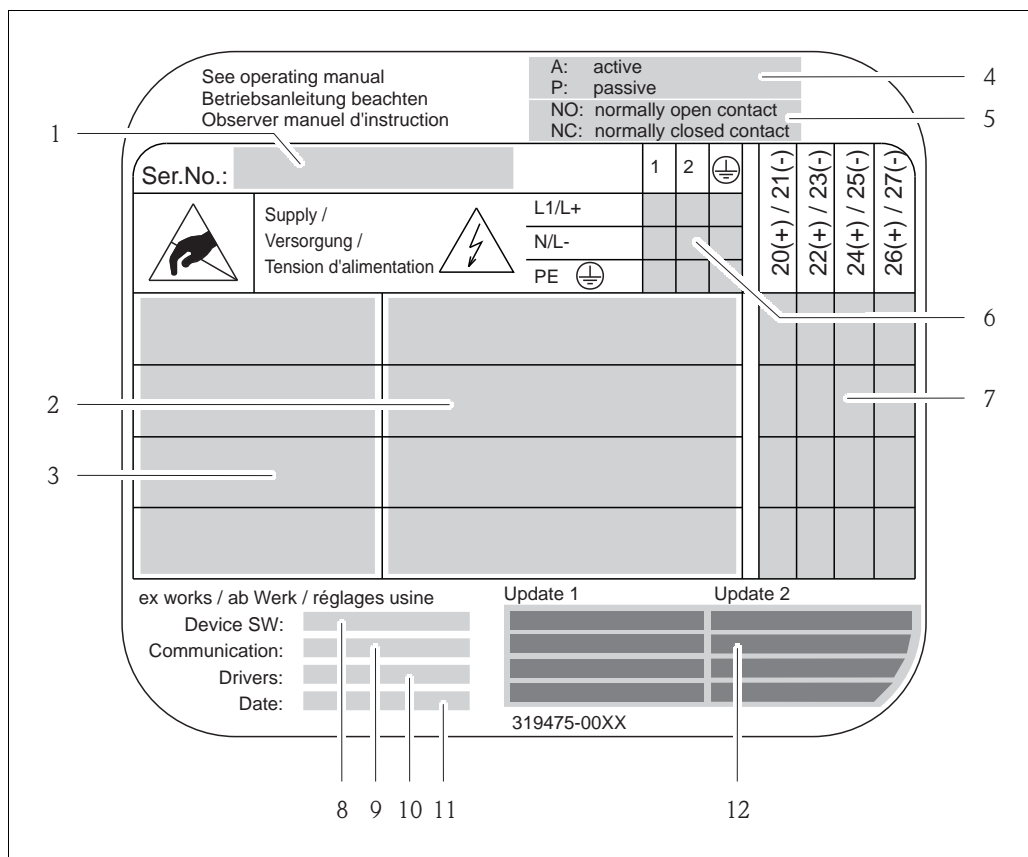 See operating manual
Betriebsanleitung beachten
Observer manuel d'instruction
A: active
P: passive
NO: normally open contact
NC: normally closed contact
4
5
1
Ser.No.:
1 2
20(+) / 21(-)
22(+) / 23(-)
24(+) / 25(-)
26(+) / 27(-)
Supply /
Versorgung /
Tension d'alimentation
L1/L+
N/L-
PE
6
2
7
3
ex works / ab Werk / réglages usine
Device SW:
Communication:
Drivers:
Date:
Update 1 Update 2
319475-00XX
8 9 10 11 12